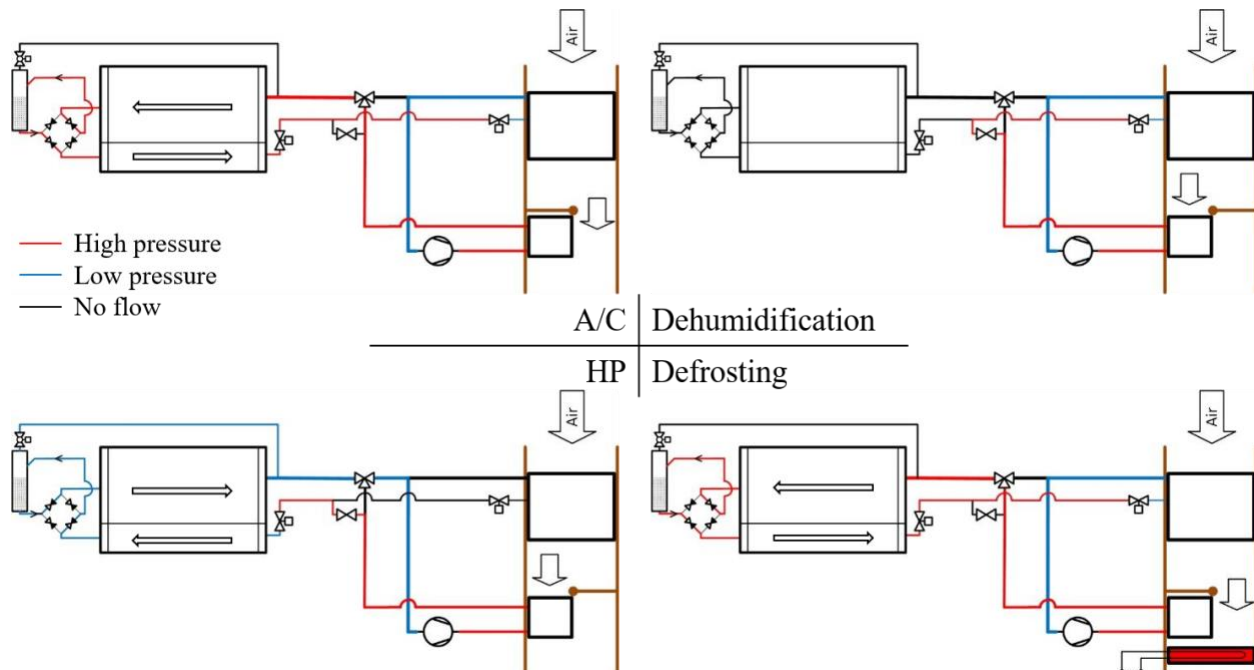 Air
Air
High pressure
Low pressure
No flow
A/C
Dehumidification
HP
Defrosting
Air
Air